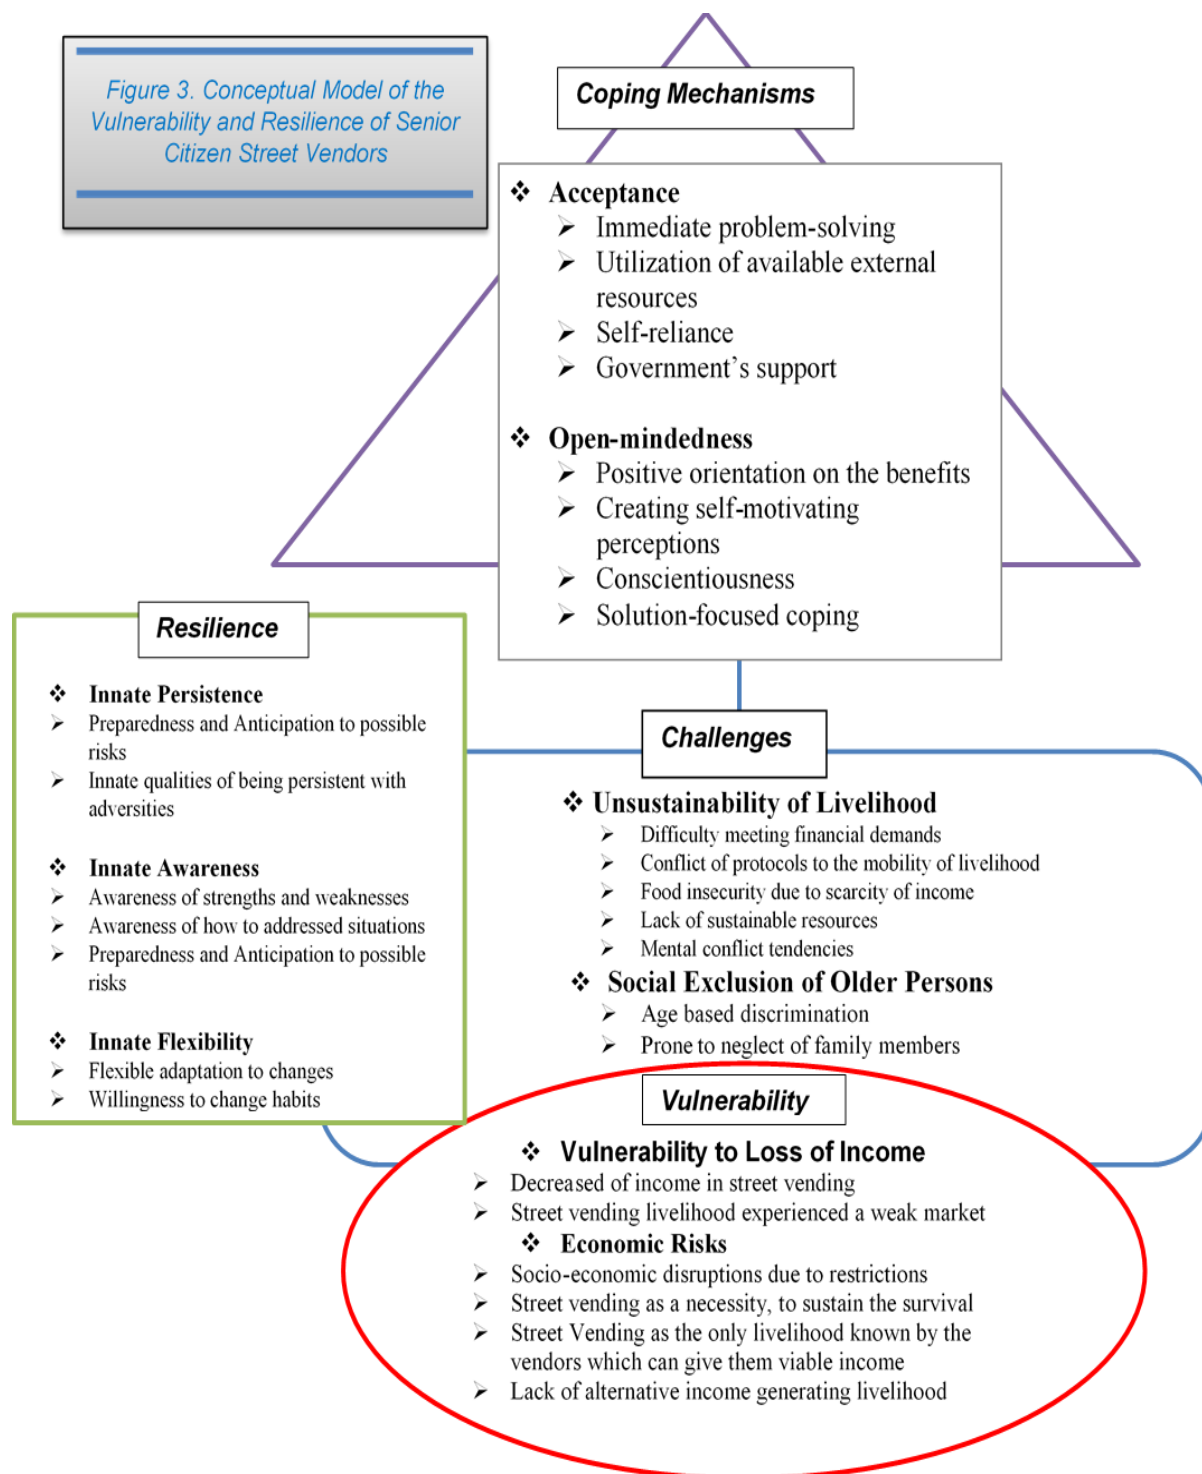 Figure 3. Conceptual Model of the
Vulnerability and Resilience of Senior
Citizen Street Vendors
Coping Mechanisms
❖ Acceptance
➢ Immediate problem-solving
➢ Utilization of available external
resources
➢ Self-reliance
➢ Government’s support
❖ Open-mindedness
➢ Positive orientation on the benefits
➢ Creating self-motivating
perceptions
➢ Conscientiousness
➢ Solution-focused coping
Resilience
❖ Innate Persistence
➢ Preparedness and Anticipation to possible
risks
➢ Innate qualities of being persistent with
adversities
❖ Innate Awareness
➢ Awareness of strengths and weaknesses
➢ Awareness of how to addressed situations
➢ Preparedness and Anticipation to possible
risks
❖ Innate Flexibility
➢ Flexible adaptation to changes
➢ Willingness to change habits
Challenges
❖ Unsustainability of Livelihood
➢ Difficulty meeting financial demands
➢ Conflict of protocols to the mobility of livelihood
➢ Food insecurity due to scarcity of income
➢ Lack of sustainable resources
➢ Mental conflict tendencies
❖ Social Exclusion of Older Persons
➢ Age based discrimination
➢ Prone to neglect of family members
Vulnerability
❖ Vulnerability to Loss of Income
➢ Decreased of income in street vending
➢ Street vending livelihood experienced a weak market
❖ Economic Risks
➢ Socio-economic disruptions due to restrictions
➢ Street vending as a necessity, to sustain the survival
➢ Street Vending as the only livelihood known by the
vendors which can give them viable income
➢ Lack of alternative income generating livelihood